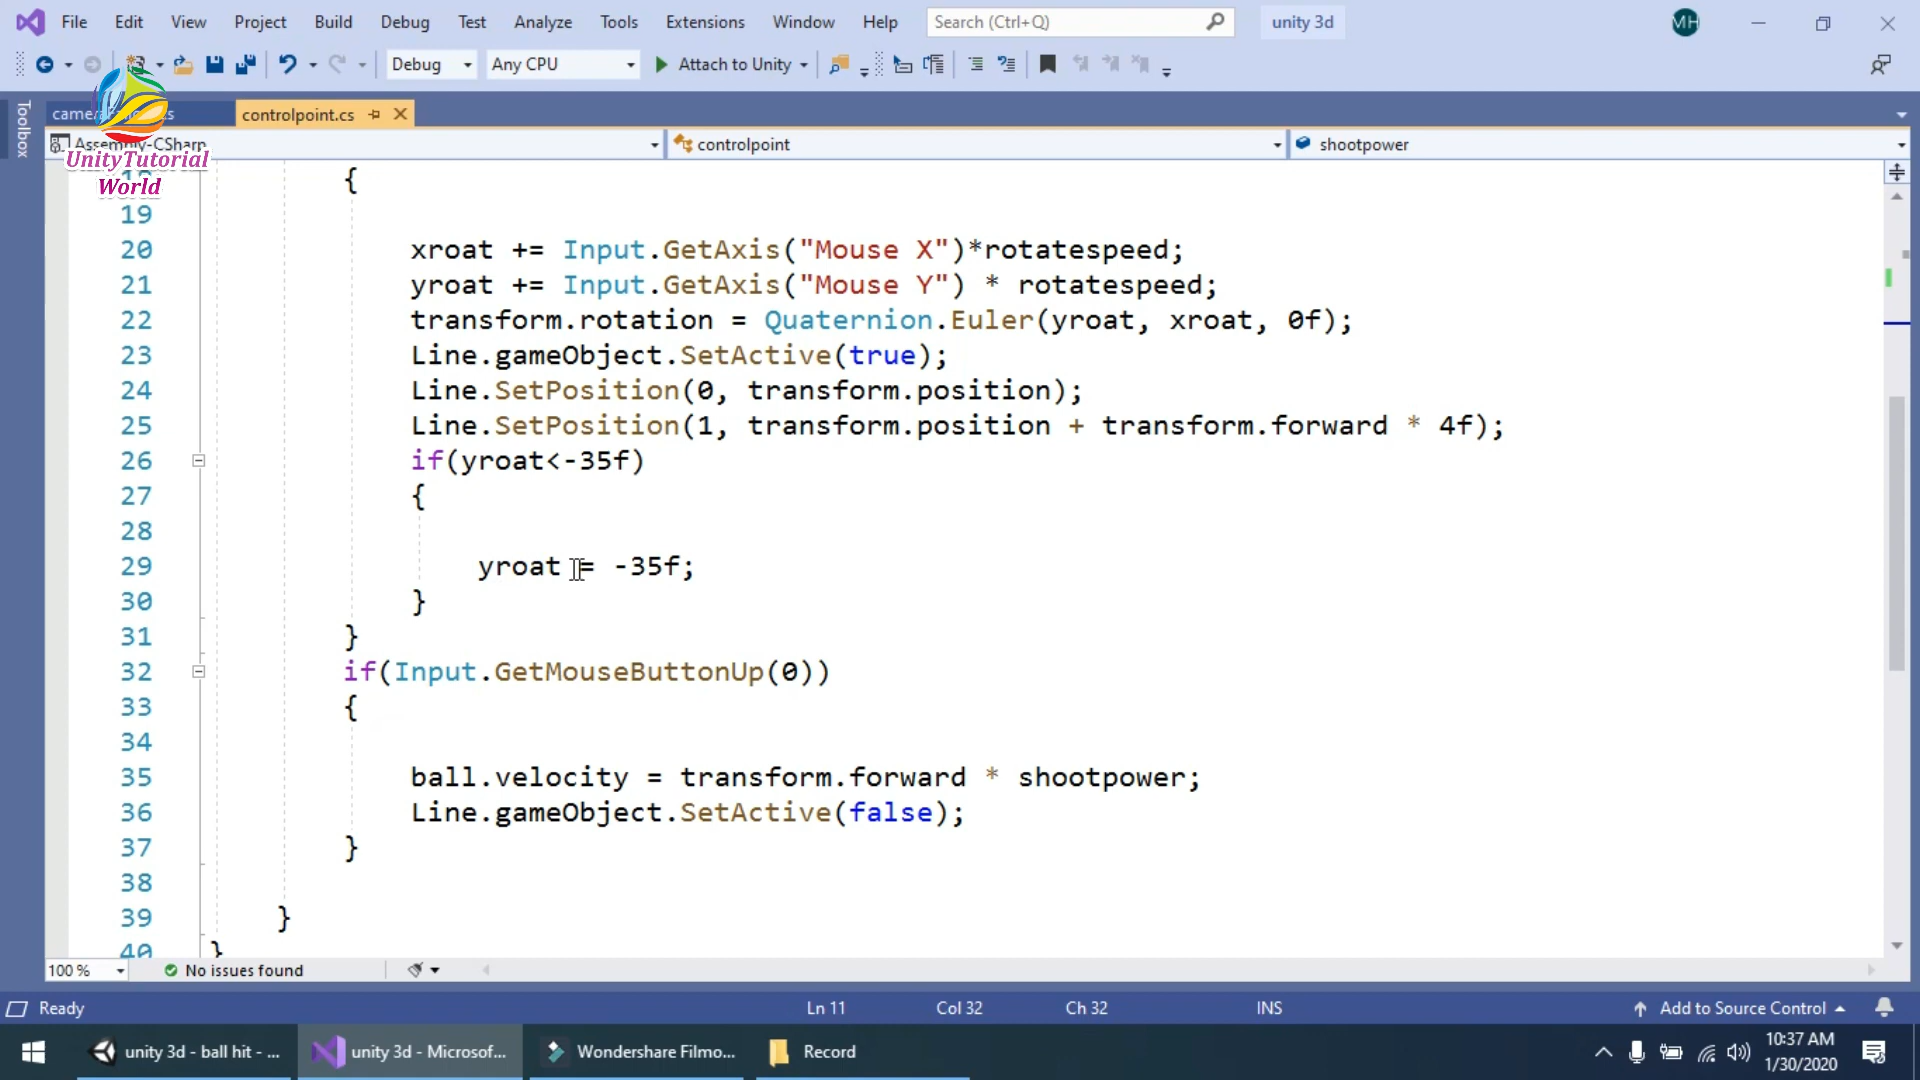 File Edit View Project Build Debug Test Analyze Tools Extensions Window Help Search (Ctrl+Q) unity 3d MH
Debug Any CPU Attach to Unity
Toolbox
controlpoint.cs
Assembly-CSharp controlpoint shootpower
UnityTutorial
World
{
19
20 xroat += Input.GetAxis("Mouse X")*rotatespeed;
21 yroat += Input.GetAxis("Mouse Y") * rotatespeed;
22 transform.rotation = Quaternion.Euler(yroat, xroat, 0f);
23 Line.gameObject.SetActive(true);
24 Line.SetPosition(0, transform.position);
25 Line.SetPosition(1, transform.position + transform.forward * 4f);
26 if(yroat<-35f)
27 {
28
29 yroat = -35f;
30 }
31 }
32 if(Input.GetMouseButtonUp(0))
33 {
34
35 ball.velocity = transform.forward * shootpower;
36 Line.gameObject.SetActive(false);
37 }
38
39 }
40 }
100 % No issues found
Ready Ln 11 Col 32 Ch 32 INS Add to Source Control
unity 3d - ball hit - ... unity 3d - Microsof... Wondershare Filmo... Record 10:37 AM
1/30/2020